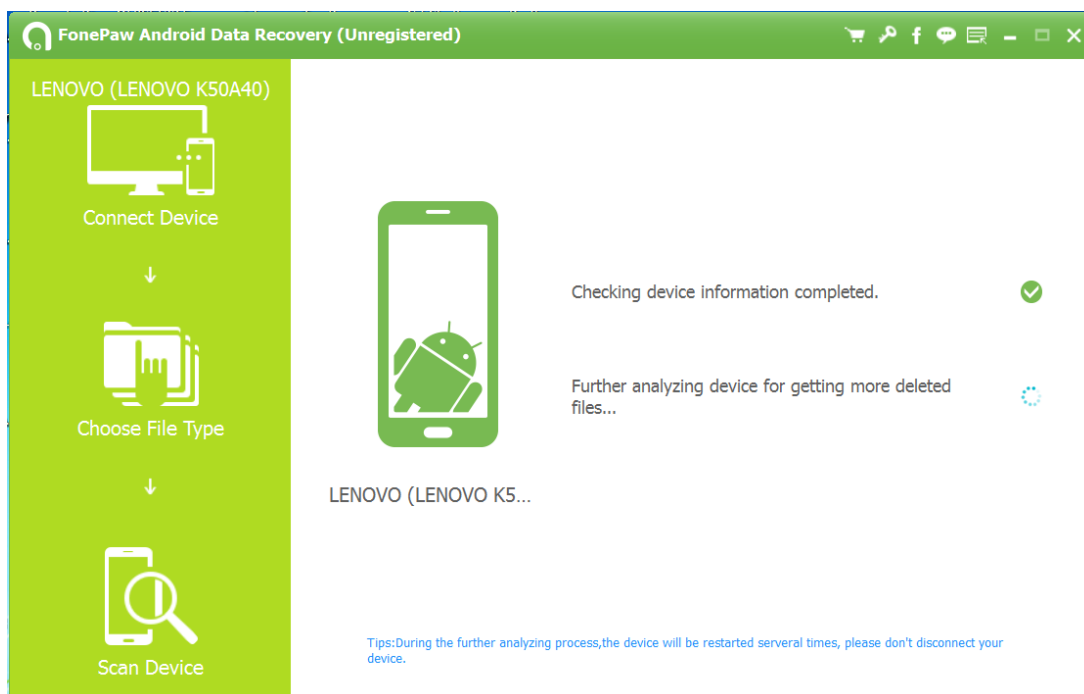 FonePaw Android Data Recovery (Unregistered)
LENOVO (LENOVO K50A40)
Connect Device
Choose File Type
Scan Device
Checking device information completed.
Further analyzing device for getting more deleted
files...
LENOVO (LENOVO K5...
Tips:During the further analyzing process,the device will be restarted serveral times, please don't disconnect your
device.